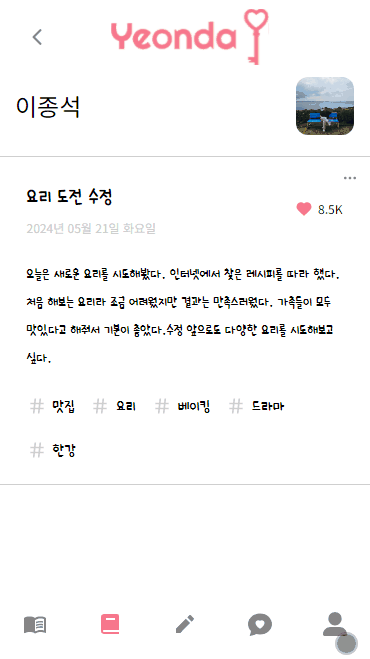 Yeonda
이종석
요리 도전 수정
8.5K
2024년 05월 21일 화요일
오늘은 새로운 요리를 시도해봤다. 인터넷에서 찾은 레시피를 따라 했다.
처음 해보는 요리라 조금 어려웠지만 결과는 만족스러웠다. 가족들이 모두
맛있다고 해줘서 기분이 좋았다.수정 앞으로도 다양한 요리를 시도해보고
싶다.
# 맛집 # 요리 # 베이킹 # 드라마
# 한강